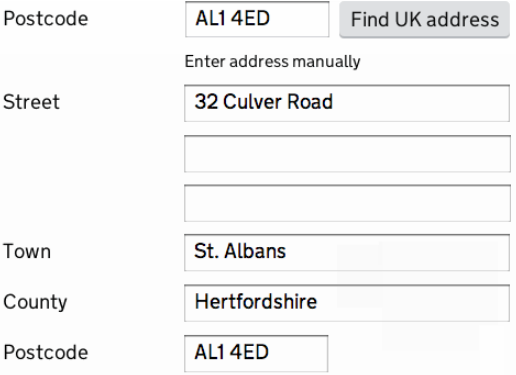 Postcode AL1 4ED Find UK address
Enter address manually
Street 32 Culver Road
Town St. Albans
County Hertfordshire
Postcode AL1 4ED